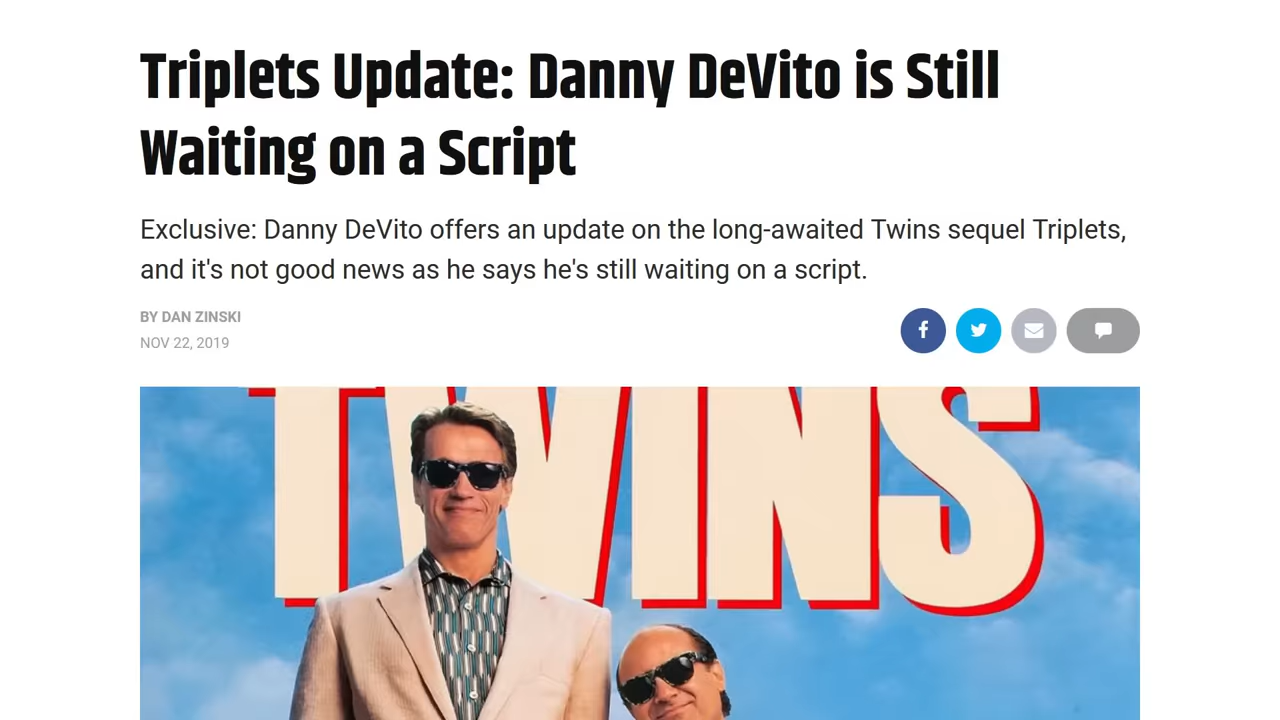 Triplets Update: Danny DeVito is Still
Waiting on a Script
Exclusive: Danny DeVito offers an update on the long-awaited Twins sequel Triplets,
and it's not good news as he says he's still waiting on a script.
BY DAN ZINSKI
NOV 22, 2019
TWINS